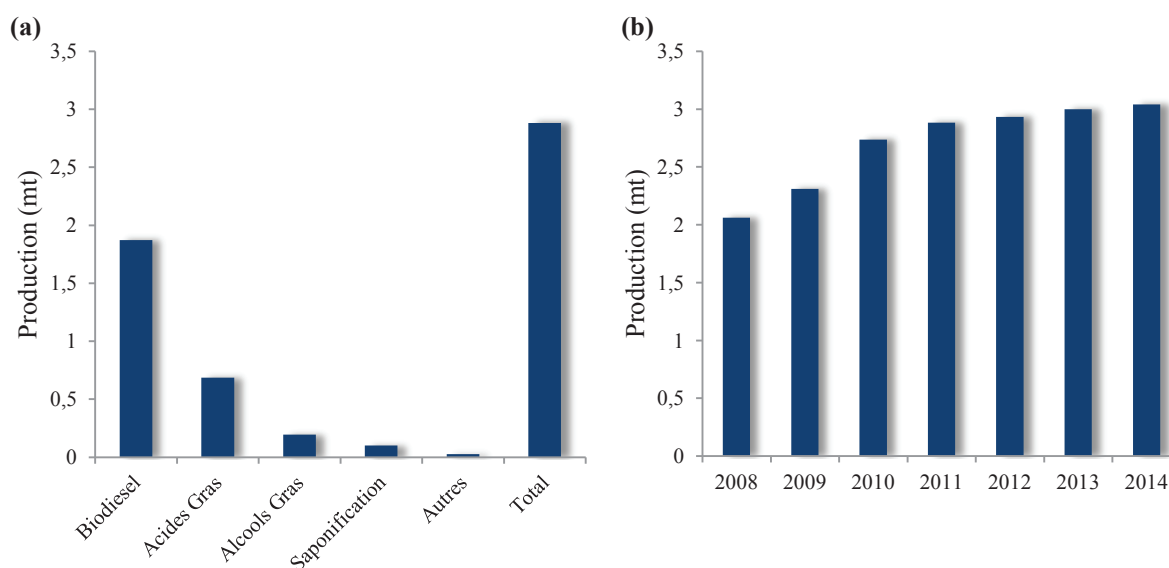 (a)
Production (mt)
3,5
3
2,5
2
1,5
1
0,5
0
Biodiesel
Acides Gras
Alcools Gras
Saponification
Autres
Total
(b)
Production (mt)
3,5
3
2,5
2
1,5
1
0,5
0
2008 2009 2010 2011 2012 2013 2014